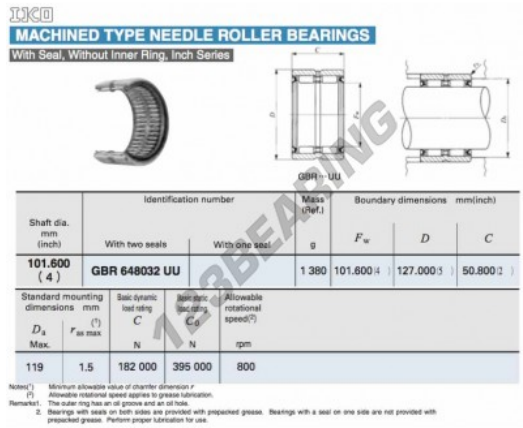 IKO
MACHINED TYPE NEEDLE ROLLER BEARINGS
With Seal, Without Inner Ring, Inch Series
C
D
Fw
Da
GBR…UU
123BEARING
Shaft dia.
mm
(inch)
Identification number
With two seals
With one seal
Mass
(Ref.)
g
Boundary dimensions mm(inch)
Fw
D
C
101.600
( 4 )
GBR 648032 UU
1 380
101.600(4 )
127.000(5 )
50.800(2 )
Standard mounting
dimensions mm
Da
Max.
(1)
ras max
Basic dynamic
load rating
C
N
Basic static
load rating
C0
N
Allowable
rotational
speed(2)
rpm
119
1.5
182 000
395 000
800
Notes(1) Minimum allowable value of chamfer dimension r
(2) Allowable rotational speed applies to grease lubrication.
Remarks1. The outer ring has an oil groove and an oil hole.
2. Bearings with seals on both sides are provided with prepacked grease. Bearings with a seal on one side are not provided with
prepacked grease. Perform proper lubrication for use.